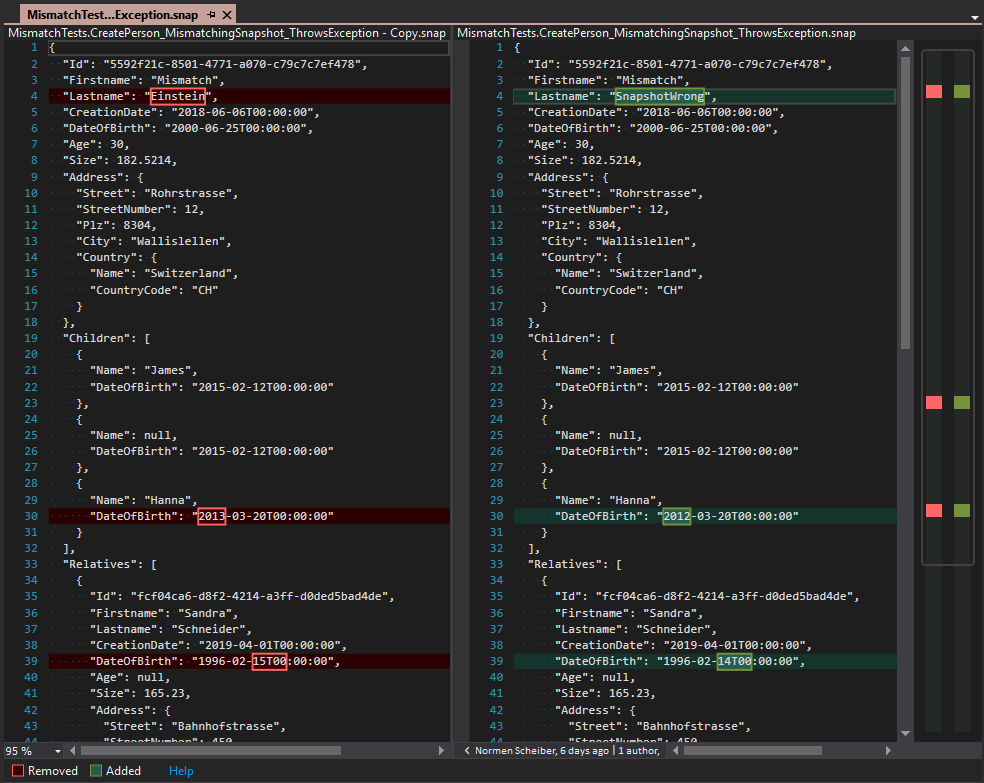 MismatchTest...Exception.snap
MismatchTests.CreatePerson_MismatchingSnapshot_ThrowsException - Copy.snap
1 {
2 "Id": "5592f21c-8501-4771-a070-c79c7c7ef478",
3 "Firstname": "Mismatch",
4 "Lastname": "Einstein",
5 "CreationDate": "2018-06-06T00:00:00",
6 "DateOfBirth": "2000-06-25T00:00:00",
7 "Age": 30,
8 "Size": 182.5214,
9 "Address": {
10 "Street": "Rohrstrasse",
11 "StreetNumber": 12,
12 "Plz": 8304,
13 "City": "Wallislellen",
14 "Country": {
15 "Name": "Switzerland",
16 "CountryCode": "CH"
17 }
18 },
19 "Children": [
20 {
21 "Name": "James",
22 "DateOfBirth": "2015-02-12T00:00:00"
23 },
24 {
25 "Name": null,
26 "DateOfBirth": "2015-02-12T00:00:00"
27 },
28 {
29 "Name": "Hanna",
30 "DateOfBirth": "2013-03-20T00:00:00"
31 }
32 ],
33 "Relatives": [
34 {
35 "Id": "fcf04ca6-d8f2-4214-a3ff-d0ded5bad4de",
36 "Firstname": "Sandra",
37 "Lastname": "Schneider",
38 "CreationDate": "2019-04-01T00:00:00",
39 "DateOfBirth": "1996-02-15T00:00:00",
40 "Age": null,
41 "Size": 165.23,
42 "Address": {
43 "Street": "Bahnhofstrasse",
44 "StreetNumber": 450,
95 %
MismatchTests.CreatePerson_MismatchingSnapshot_ThrowsException.snap
1 {
2 "Id": "5592f21c-8501-4771-a070-c79c7c7ef478",
3 "Firstname": "Mismatch",
4 "Lastname": "SnapshotWrong",
5 "CreationDate": "2018-06-06T00:00:00",
6 "DateOfBirth": "2000-06-25T00:00:00",
7 "Age": 30,
8 "Size": 182.5214,
9 "Address": {
10 "Street": "Rohrstrasse",
11 "StreetNumber": 12,
12 "Plz": 8304,
13 "City": "Wallislellen",
14 "Country": {
15 "Name": "Switzerland",
16 "CountryCode": "CH"
17 }
18 },
19 "Children": [
20 {
21 "Name": "James",
22 "DateOfBirth": "2015-02-12T00:00:00"
23 },
24 {
25 "Name": null,
26 "DateOfBirth": "2015-02-12T00:00:00"
27 },
28 {
29 "Name": "Hanna",
30 "DateOfBirth": "2012-03-20T00:00:00"
31 }
32 ],
33 "Relatives": [
34 {
35 "Id": "fcf04ca6-d8f2-4214-a3ff-d0ded5bad4de",
36 "Firstname": "Sandra",
37 "Lastname": "Schneider",
38 "CreationDate": "2019-04-01T00:00:00",
39 "DateOfBirth": "1996-02-14T00:00:00",
40 "Age": null,
41 "Size": 165.23,
42 "Address": {
43 "Street": "Bahnhofstrasse",
44 "StreetNumber": 450,
Normen Scheiber, 6 days ago | 1 author,
Removed Added Help